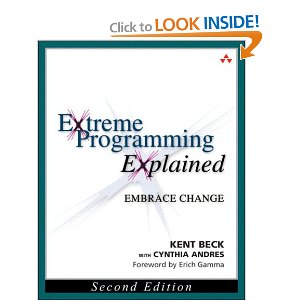 Click to LOOK INSIDE!
Extreme
Programming
Explained
EMBRACE CHANGE
KENT BECK
WITH CYNTHIA ANDRES
Foreword by Erich Gamma
Second Edition